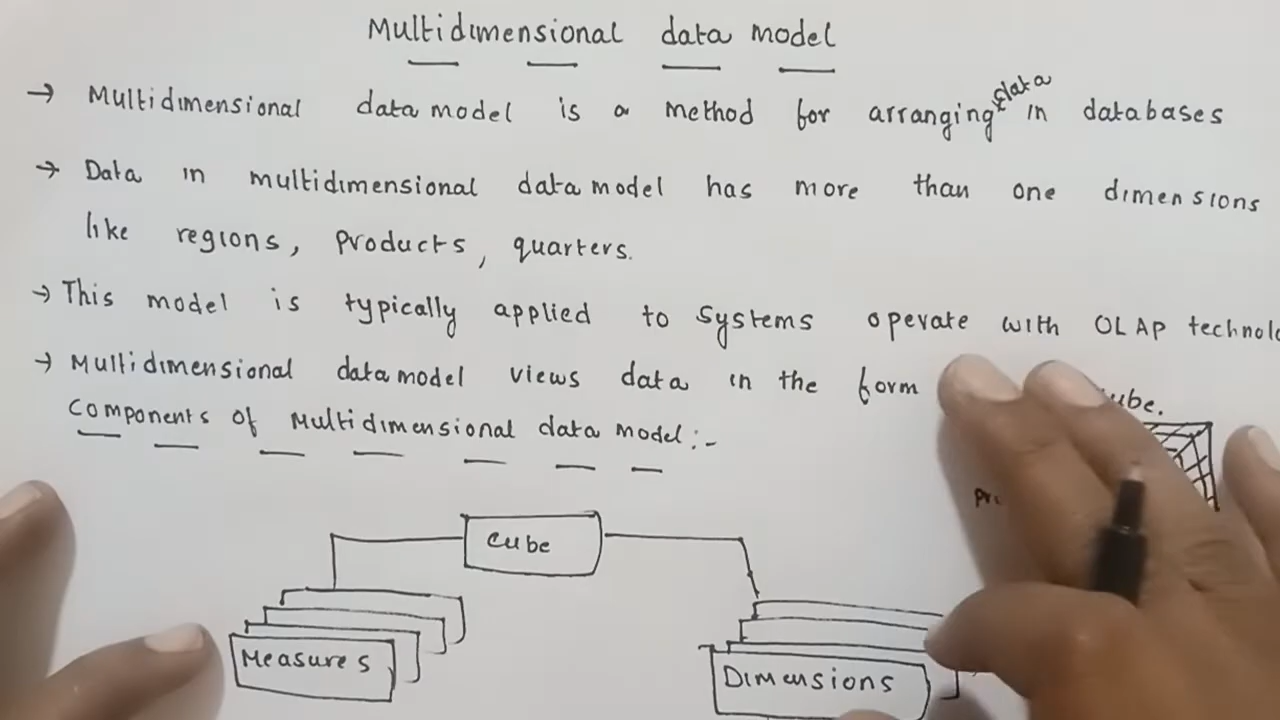 Multidimensional data model
→ Multidimensional data model is a method for arranging data in databases
→ Data in multidimensional data model has more than one dimensions
like regions, products, quarters.
→ This model is typically applied to systems operate with OLAP technolo
→ Multidimensional data model views data in the form ube.
Components of Multidimensional data model:-
Cube
Measures
Dimensions